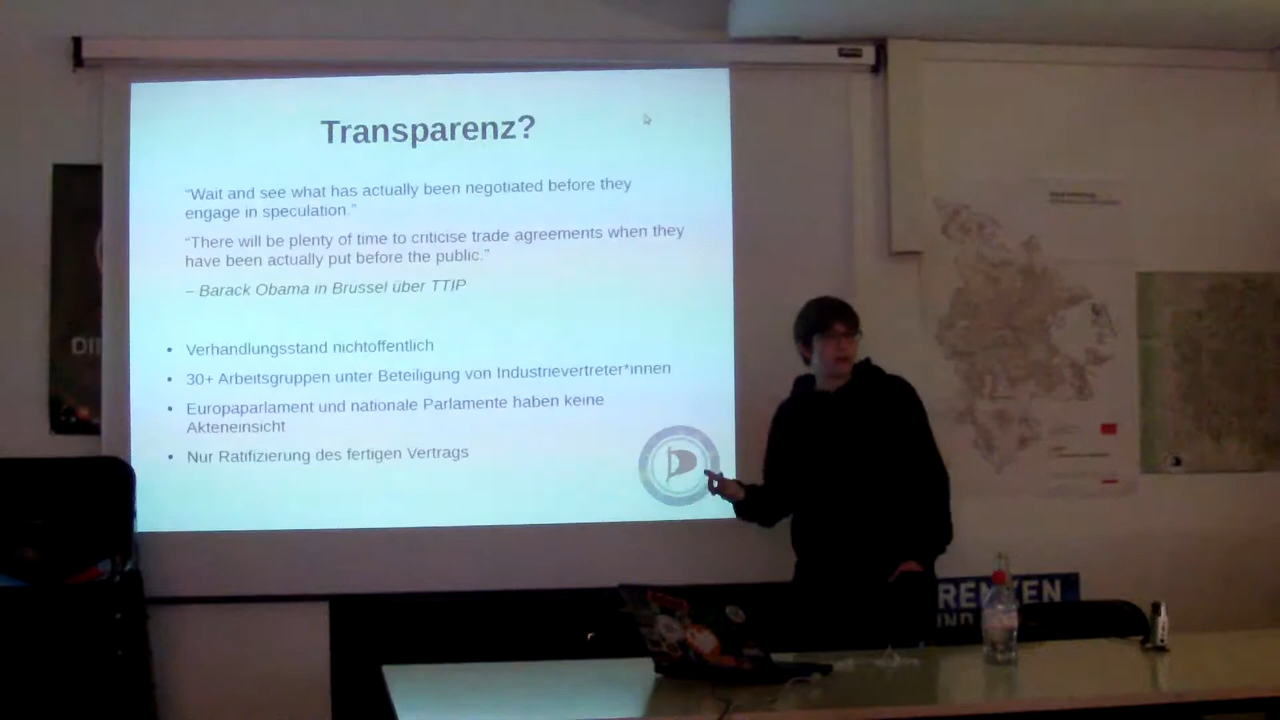 Transparenz?
“Wait and see what has actually been negotiated before they
engage in speculation.”
“There will be plenty of time to criticise trade agreements when they
have been actually put before the public.”
– Barack Obama in Brussel über TTIP
• Verhandlungsstand nichtöffentlich
• 30+ Arbeitsgruppen unter Beteiligung von Industrievertreter*innen
• Europaparlament und nationale Parlamente haben keine
Akteneinsicht
• Nur Ratifizierung des fertigen Vertrags
DI